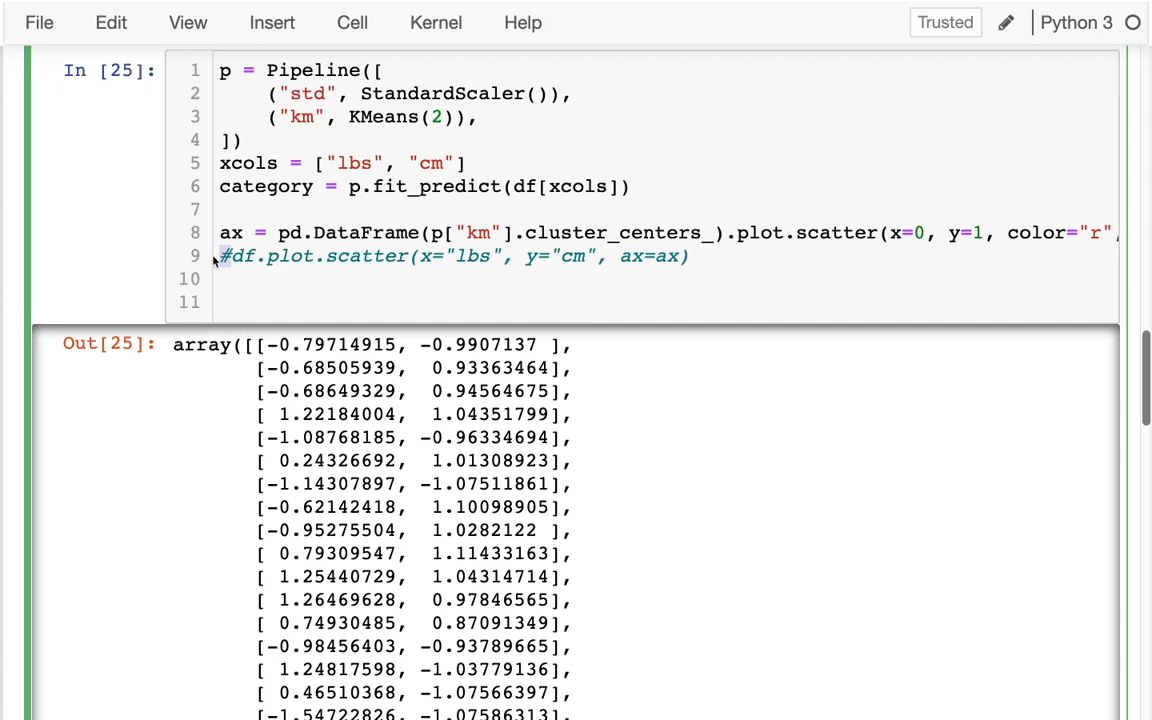 File Edit View Insert Cell Kernel Help Trusted Python 3
In [25]:
1 p = Pipeline([
2     ("std", StandardScaler()),
3     ("km", KMeans(2)),
4 ])
5 xcols = ["lbs", "cm"]
6 category = p.fit_predict(df[xcols])
7
8 ax = pd.DataFrame(p["km"].cluster_centers_).plot.scatter(x=0, y=1, color="r",
9 #df.plot.scatter(x="lbs", y="cm", ax=ax)
10
11
Out[25]: array([[-0.79714915, -0.9907137 ],
[-0.68505939,  0.93363464],
[-0.68649329,  0.94564675],
[ 1.22184004,  1.04351799],
[-1.08768185, -0.96334694],
[ 0.24326692,  1.01308923],
[-1.14307897, -1.07511861],
[-0.62142418,  1.10098905],
[-0.95275504,  1.0282122 ],
[ 0.79309547,  1.11433163],
[ 1.25440729,  1.04314714],
[ 1.26469628,  0.97846565],
[ 0.74930485,  0.87091349],
[-0.98456403, -0.93789665],
[ 1.24817598, -1.03779136],
[ 0.46510368, -1.07566397],
[-1.54722826, -1.07586313],